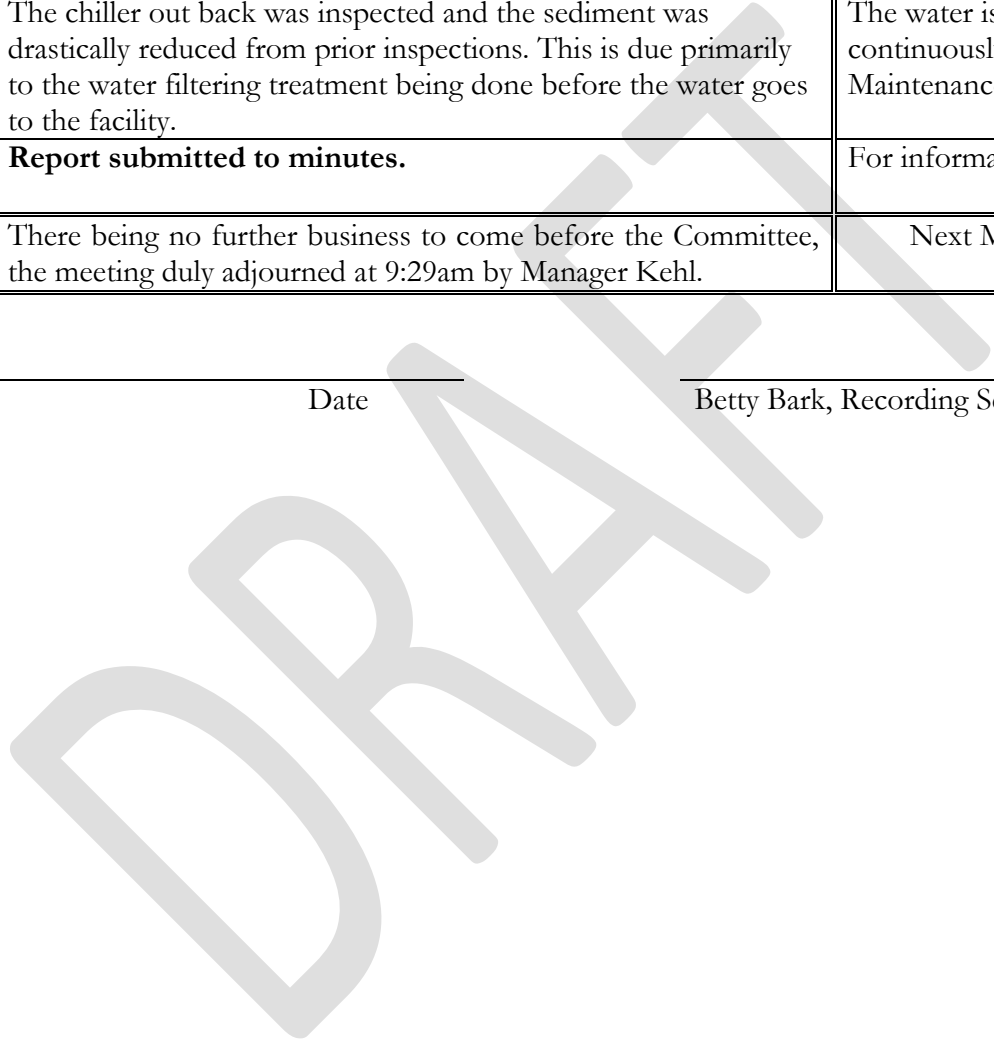 The chiller out back was inspected and the sediment was
drastically reduced from prior inspections. This is due primarily
to the water filtering treatment being done before the water goes
to the facility.
The water is
continuously
Maintenanc
Report submitted to minutes.
For informa
There being no further business to come before the Committee,
the meeting duly adjourned at 9:29am by Manager Kehl.
Next M
Date
Betty Bark, Recording Se
DRAFT